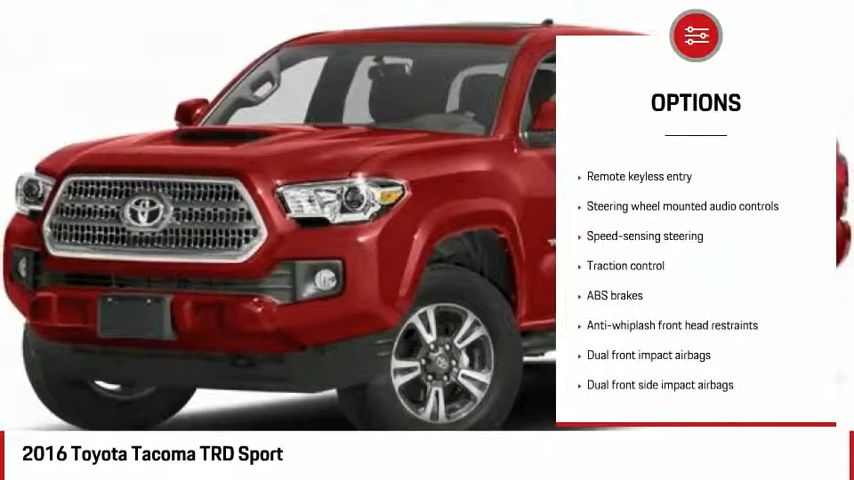 OPTIONS
Remote keyless entry
Steering wheel mounted audio controls
Speed-sensing steering
Traction control
ABS brakes
Anti-whiplash front head restraints
Dual front impact airbags
Dual front side impact airbags
2016 Toyota Tacoma TRD Sport